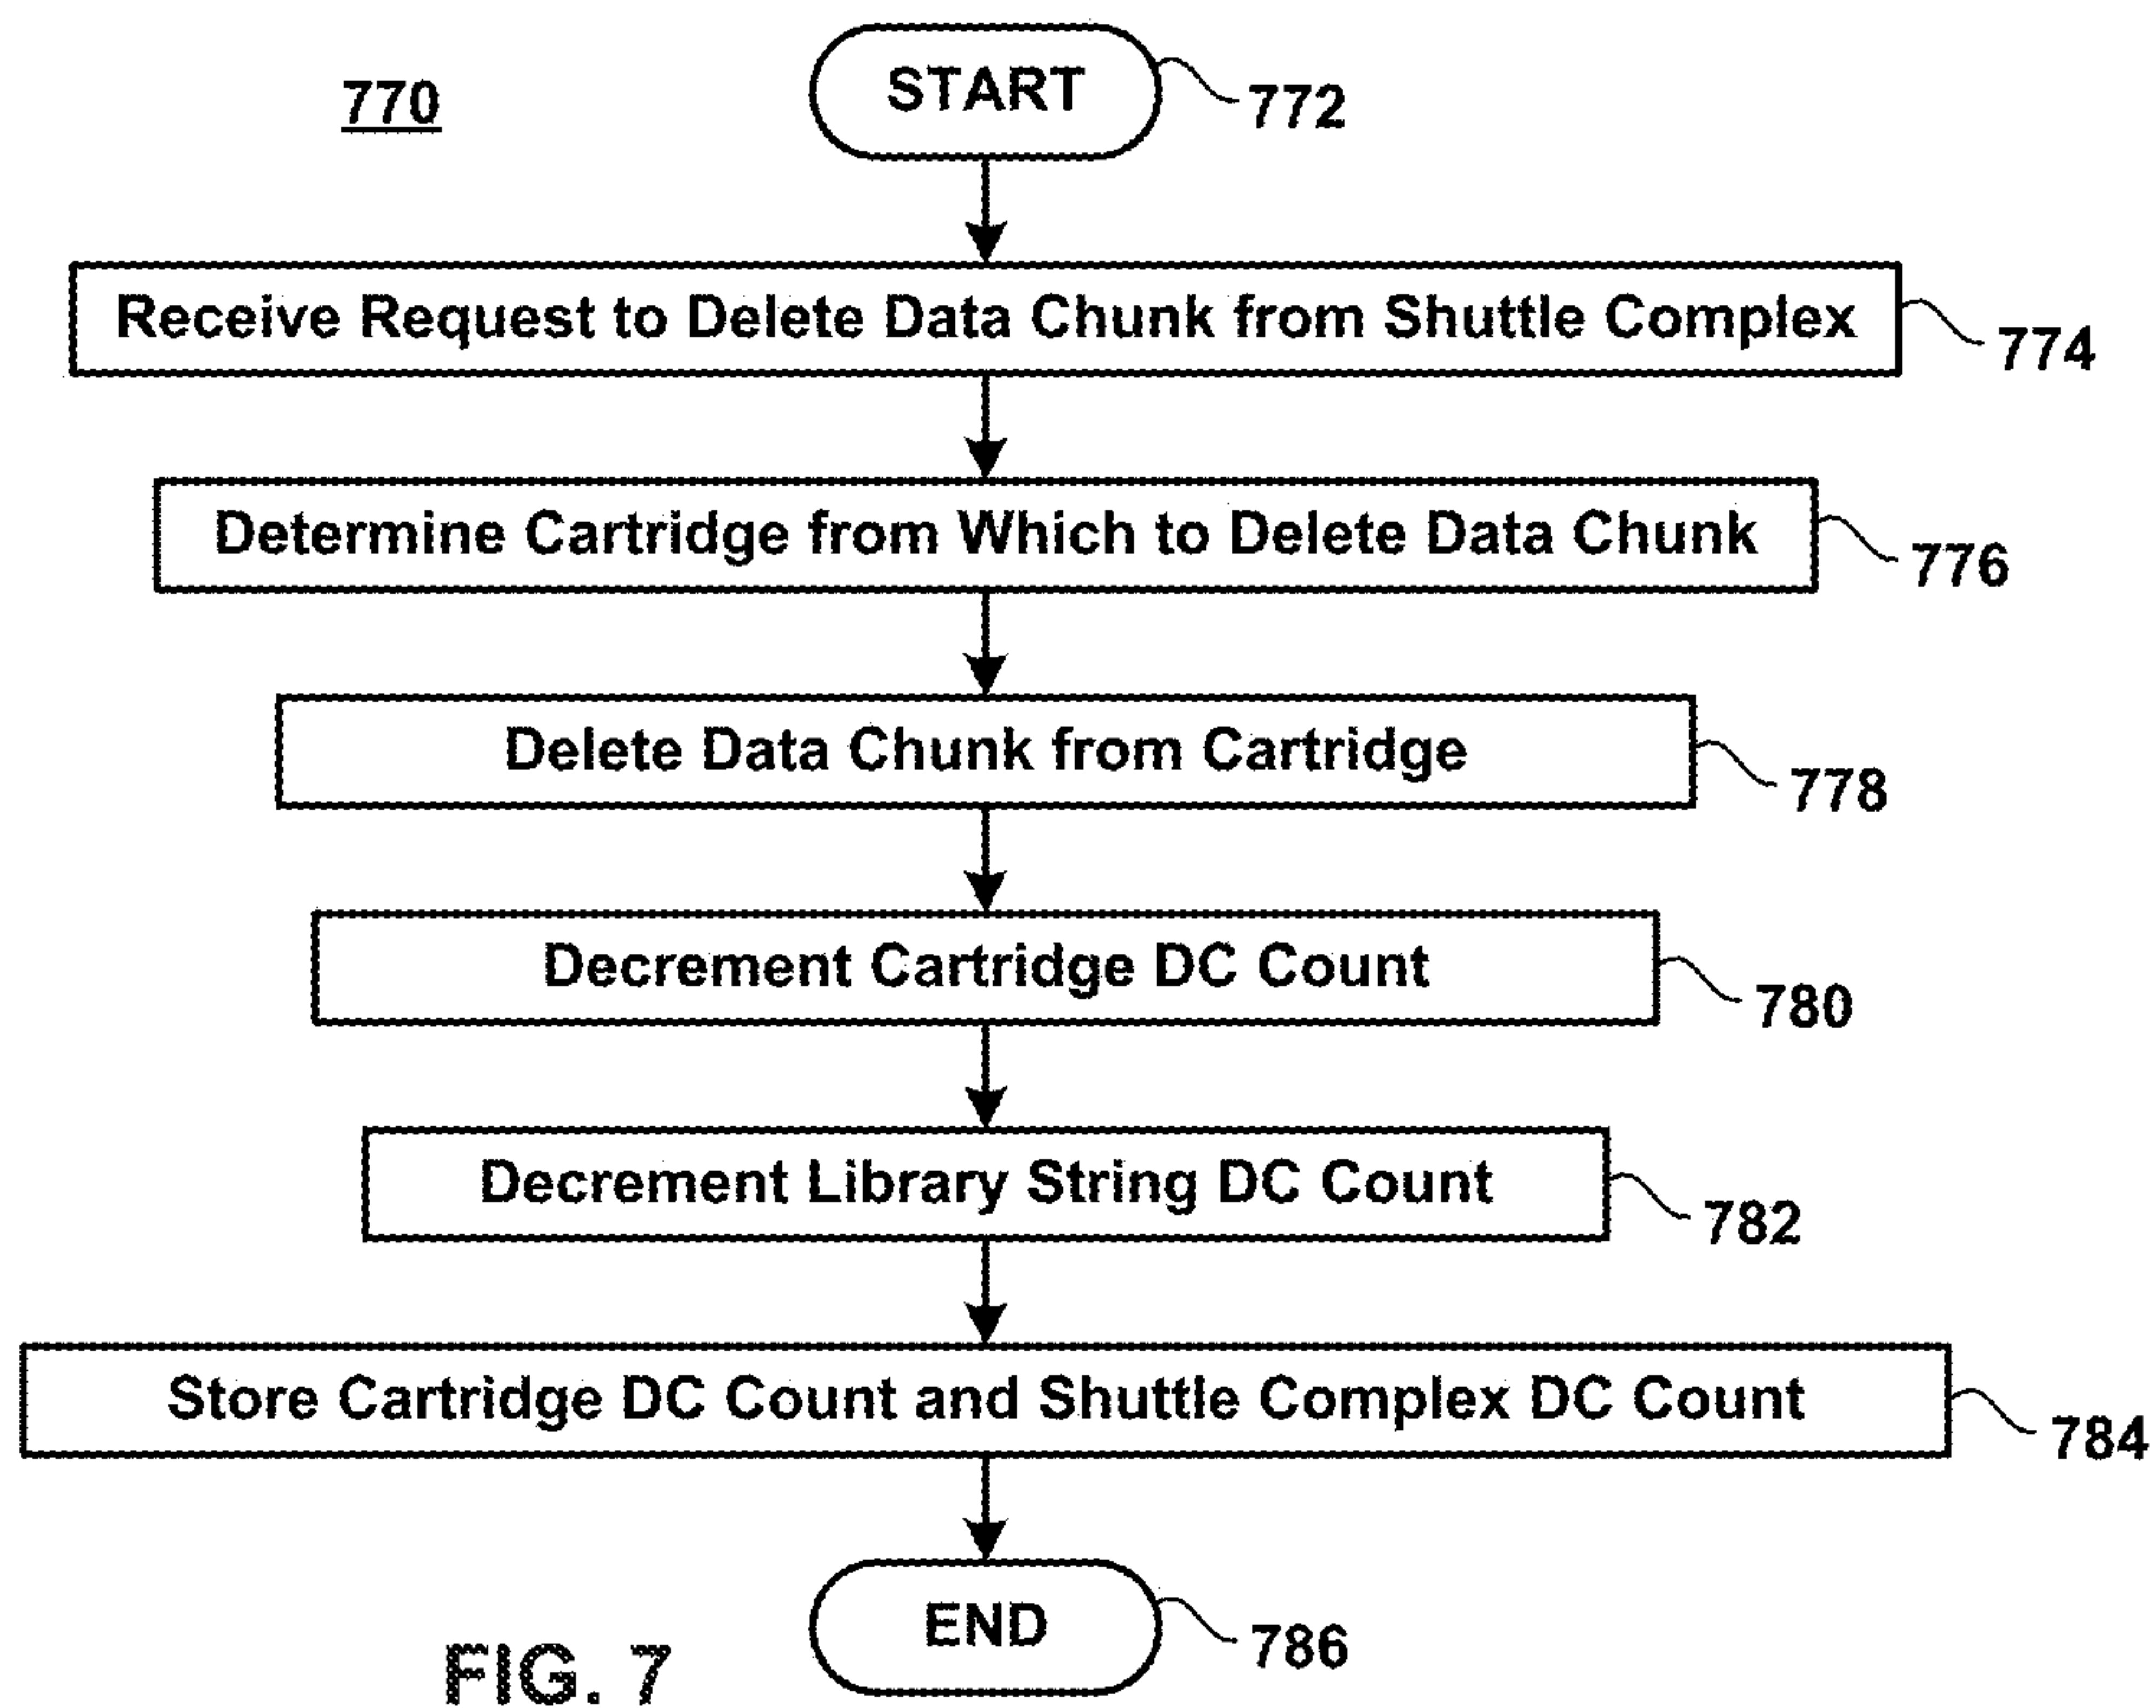 770
START
772
Receive Request to Delete Data Chunk from Shuttle Complex
774
Determine Cartridge from Which to Delete Data Chunk
776
Delete Data Chunk from Cartridge
778
Decrement Cartridge DC Count
780
Decrement Library String DC Count
782
Store Cartridge DC Count and Shuttle Complex DC Count
784
END
786
FIG. 7